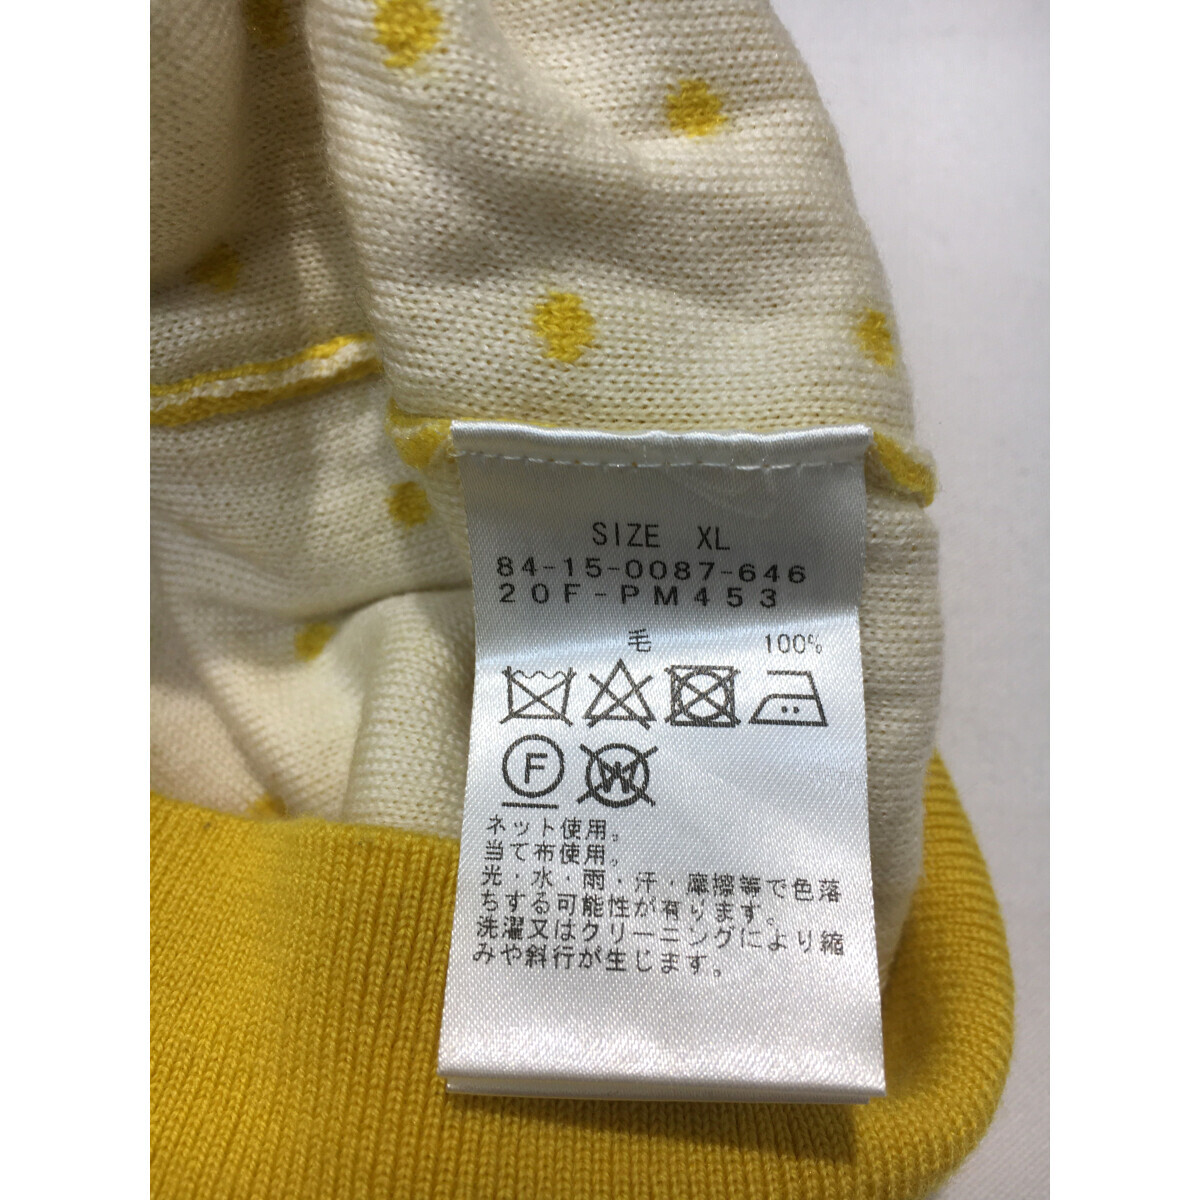 SIZE XL
84-15-0087-646
20F-PM453
毛 100%
F
W
ネット使用。
当て布使用。
光・水・雨・汗・摩擦等で色落
ちする可能性が有ります。
洗濯又はクリーニングにより縮
みや斜行が生じます。